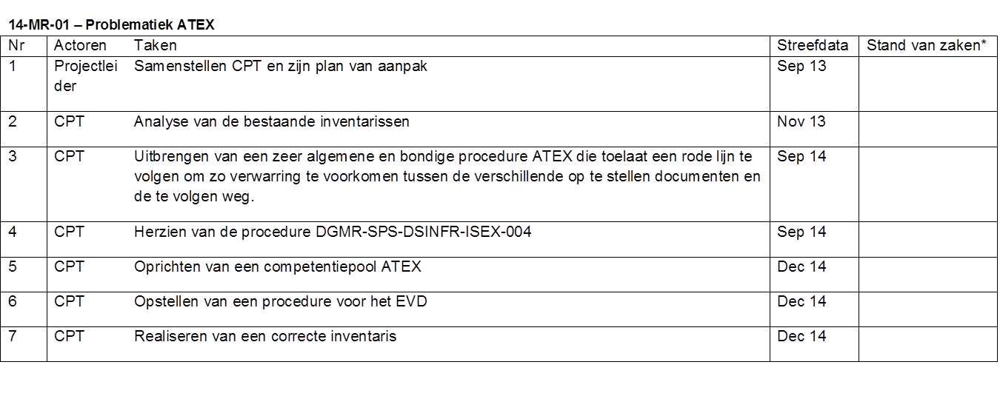 14-MR-01 – Problematiek ATEX
Nr Actoren Taken Streefdata Stand van zaken*
1 Projectlei Samenstellen CPT en zijn plan van aanpak Sep 13
der
2 CPT Analyse van de bestaande inventarissen Nov 13
3 CPT Uitbrengen van een zeer algemene en bondige procedure ATEX die toelaat een rode lijn te Sep 14
volgen om zo verwarring te voorkomen tussen de verschillende op te stellen documenten en
de te volgen weg.
4 CPT Herzien van de procedure DGMR-SPS-DSINFR-ISEX-004 Sep 14
5 CPT Oprichten van een competentiepool ATEX Dec 14
6 CPT Opstellen van een procedure voor het EVD Dec 14
7 CPT Realiseren van een correcte inventaris Dec 14